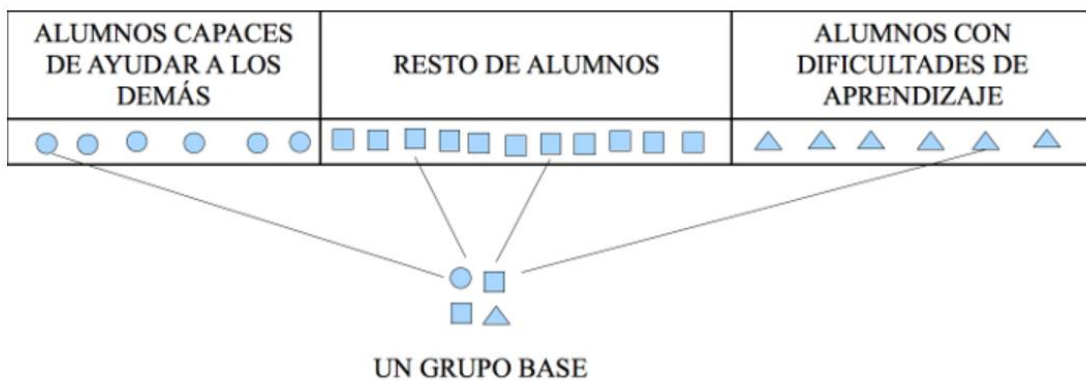 ALUMNOS CAPACES
DE AYUDAR A LOS
DEMÁS
RESTO DE ALUMNOS
ALUMNOS CON
DIFICULTADES DE
APRENDIZAJE
UN GRUPO BASE